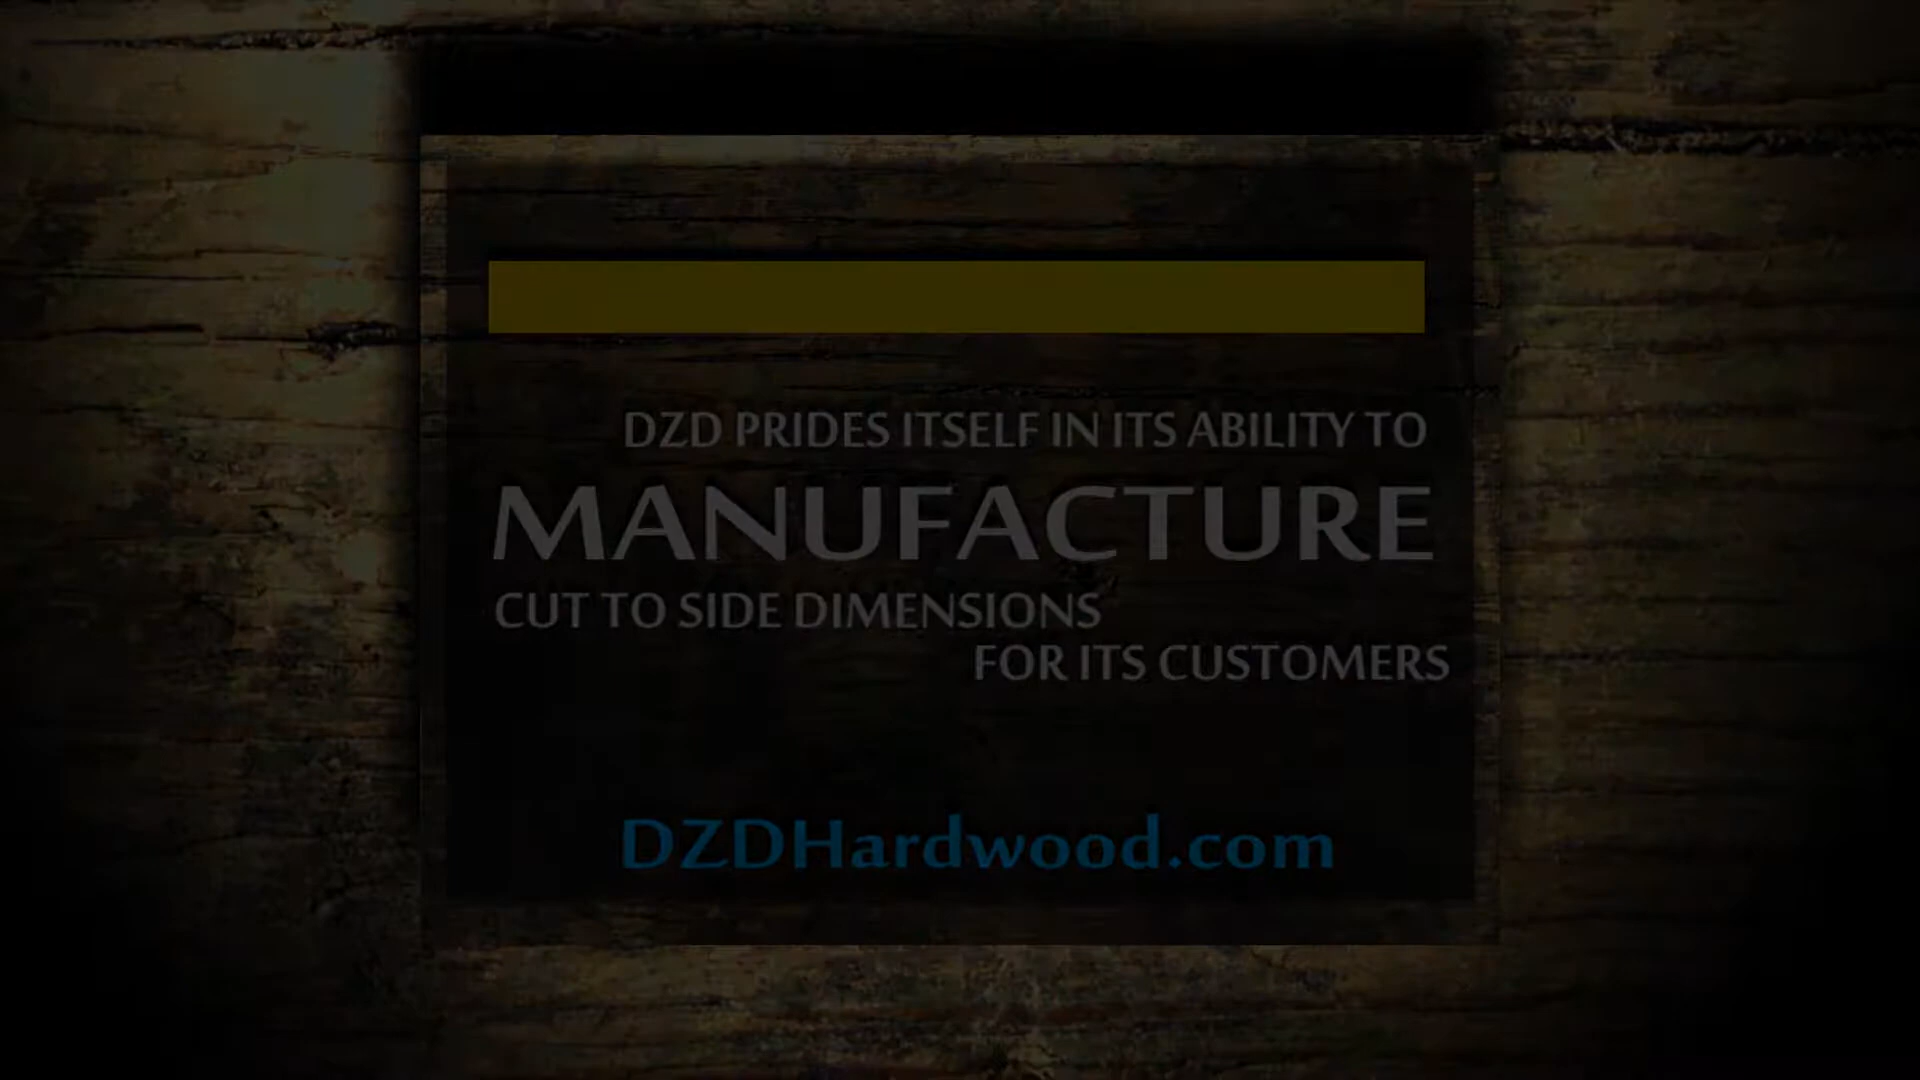 DZD PRIDES ITSELF IN ITS ABILITY TO
MANUFACTURE
CUT TO SIDE DIMENSIONS
FOR ITS CUSTOMERS
DZDHardwood.com